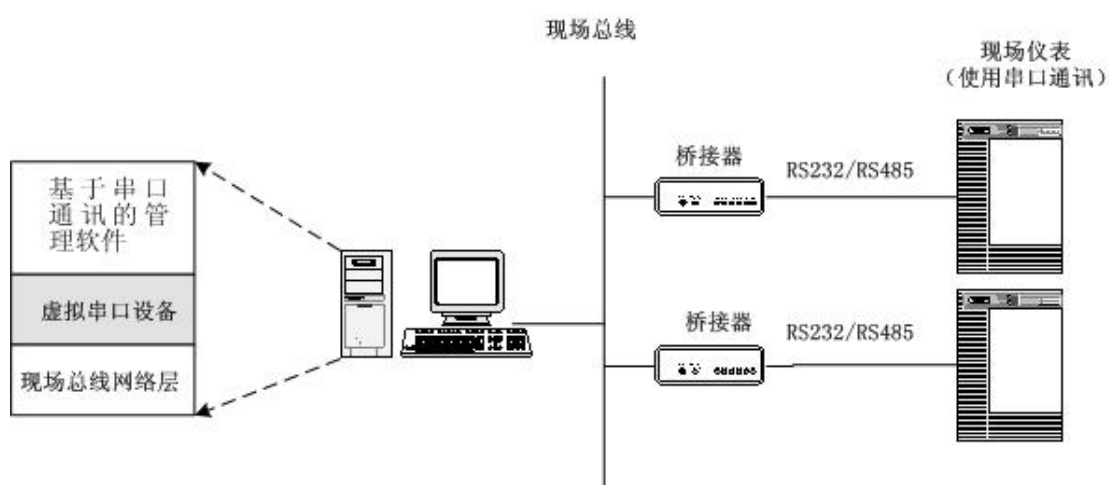 现场总线
现场仪表
（使用串口通讯）
桥接器
RS232/RS485
基于串口
通讯的管
理软件
虚拟串口设备
现场总线网络层
桥接器
RS232/RS485